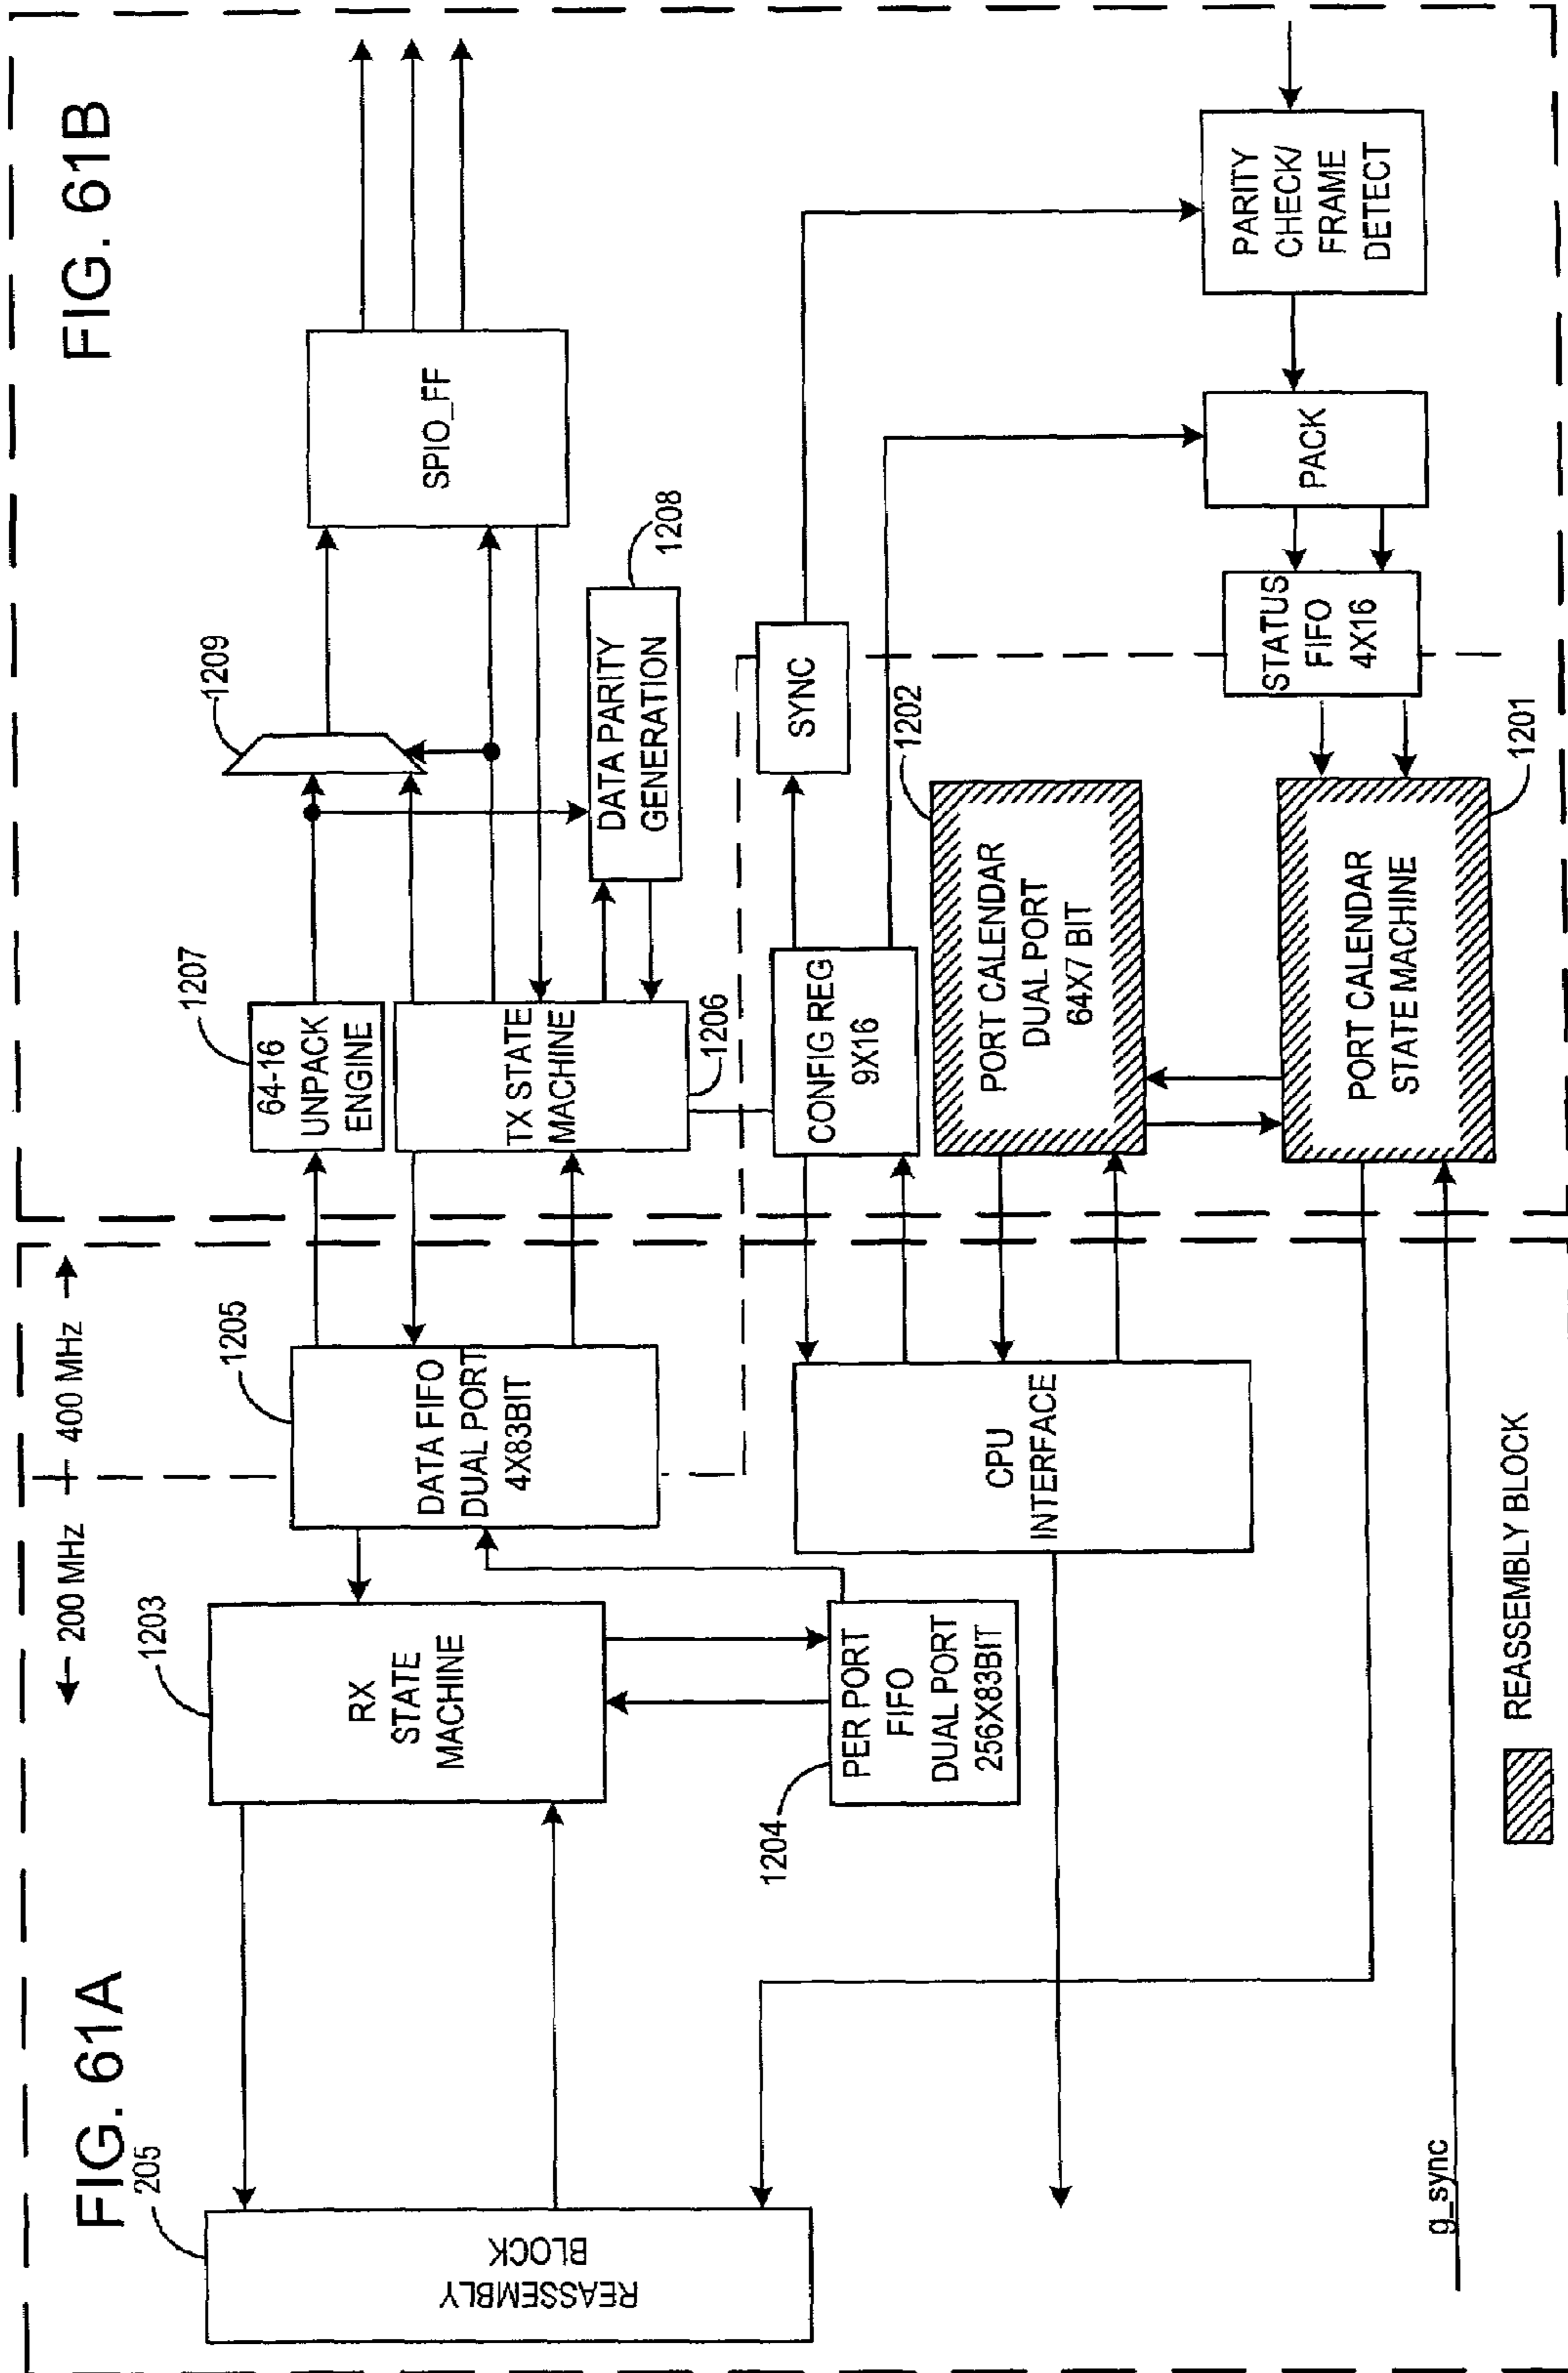 FIG. 61A
FIG. 61B
200 MHz
400 MHz
205
REASSEMBLY
BLOCK
1203
RX
STATE
MACHINE
1204
PER PORT
FIFO
DUAL PORT
256X83BIT
1205
DATA FIFO
DUAL PORT
4X83BIT
CPU
INTERFACE
g_sync
REASSEMBLY BLOCK
1207
64-16
UNPACK
ENGINE
TX STATE
MACHINE
1206
1209
SPIO_FF
1208
DATA PARITY
GENERATION
CONFIG REG
9X16
SYNC
1202
PORT CALENDAR
DUAL PORT
64X7 BIT
PORT CALENDAR
STATE MACHINE
1201
STATUS
FIFO
4X16
PACK
PARITY
CHECK/
FRAME
DETECT